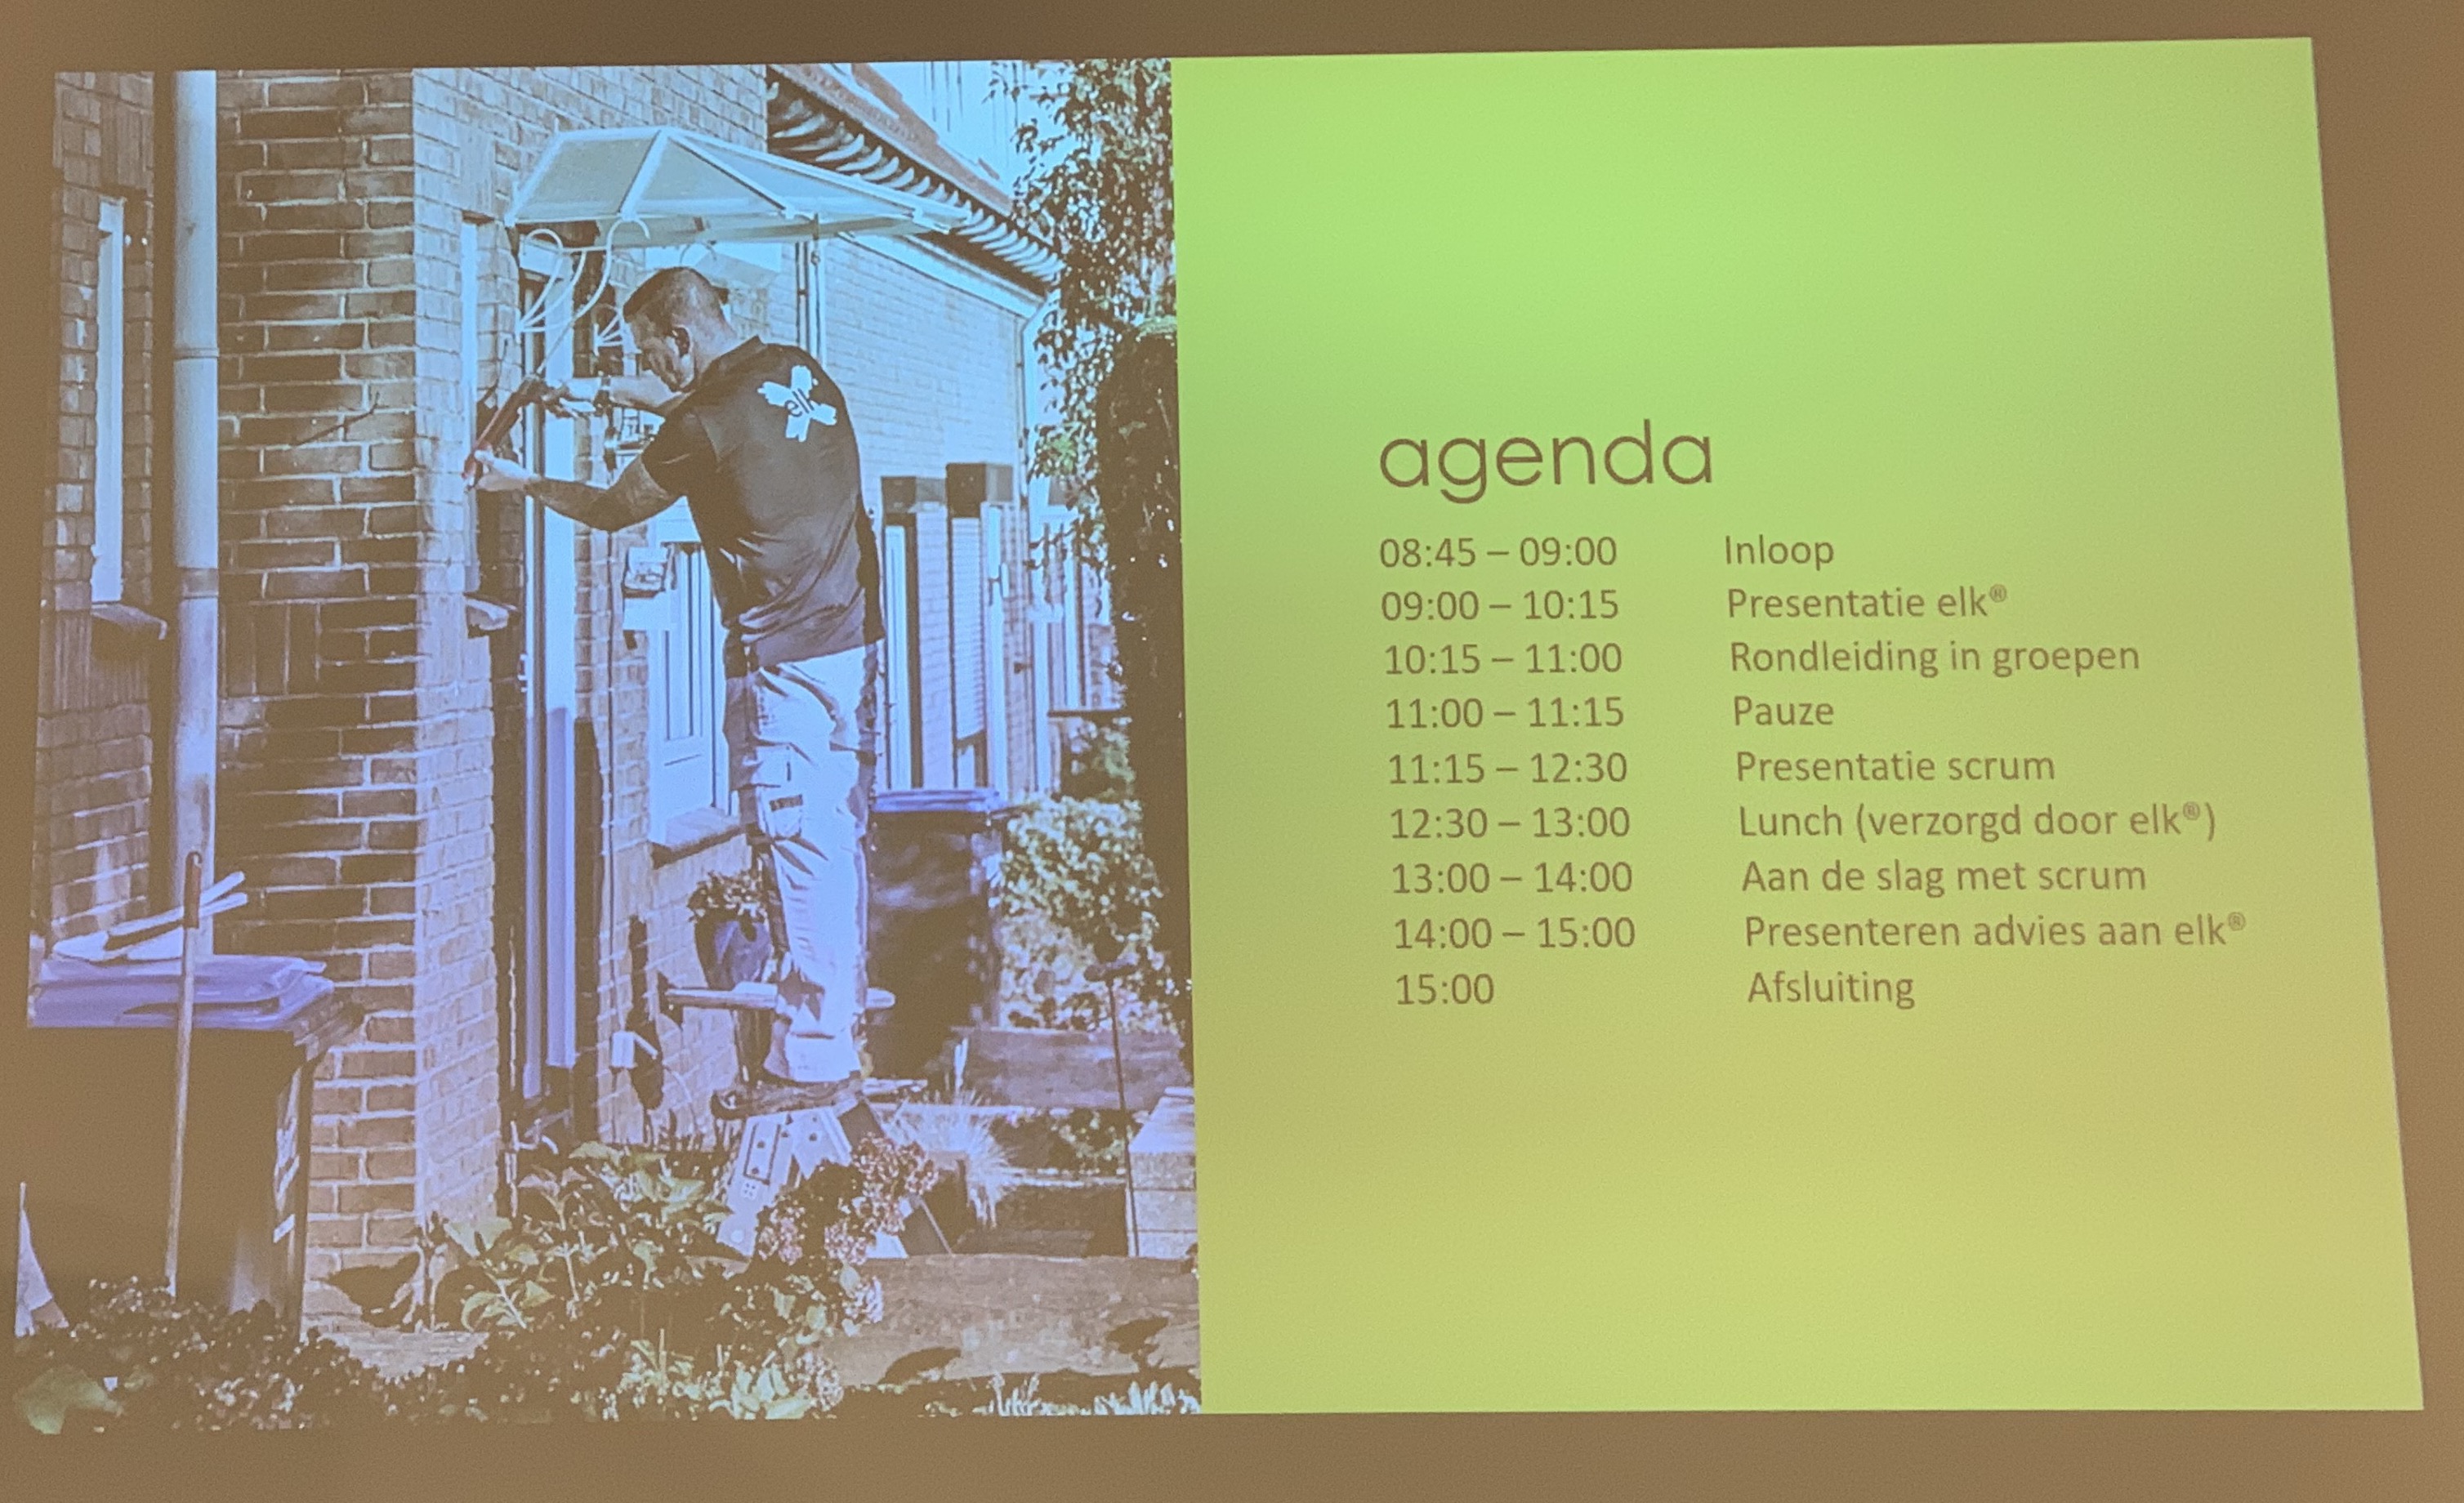 elk
agenda
08:45 – 09:00 Inloop
09:00 – 10:15 Presentatie elk®
10:15 – 11:00 Rondleiding in groepen
11:00 – 11:15 Pauze
11:15 – 12:30 Presentatie scrum
12:30 – 13:00 Lunch (verzorgd door elk®)
13:00 – 14:00 Aan de slag met scrum
14:00 – 15:00 Presenteren advies aan elk®
15:00 Afsluiting